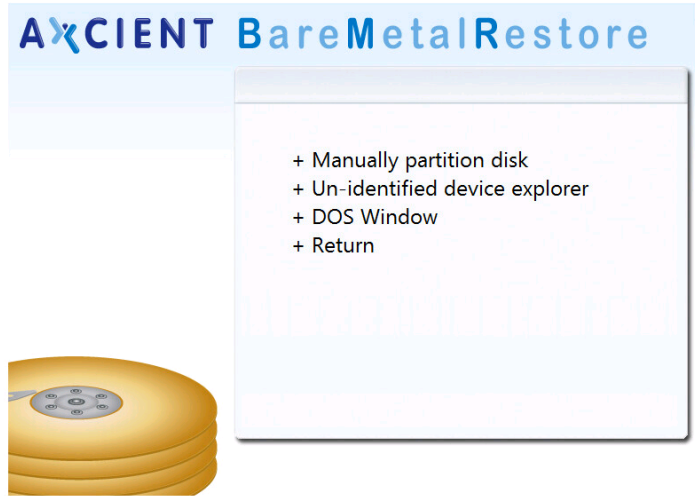 AXCIENT BareMetalRestore
+ Manually partition disk
+ Un-identified device explorer
+ DOS Window
+ Return